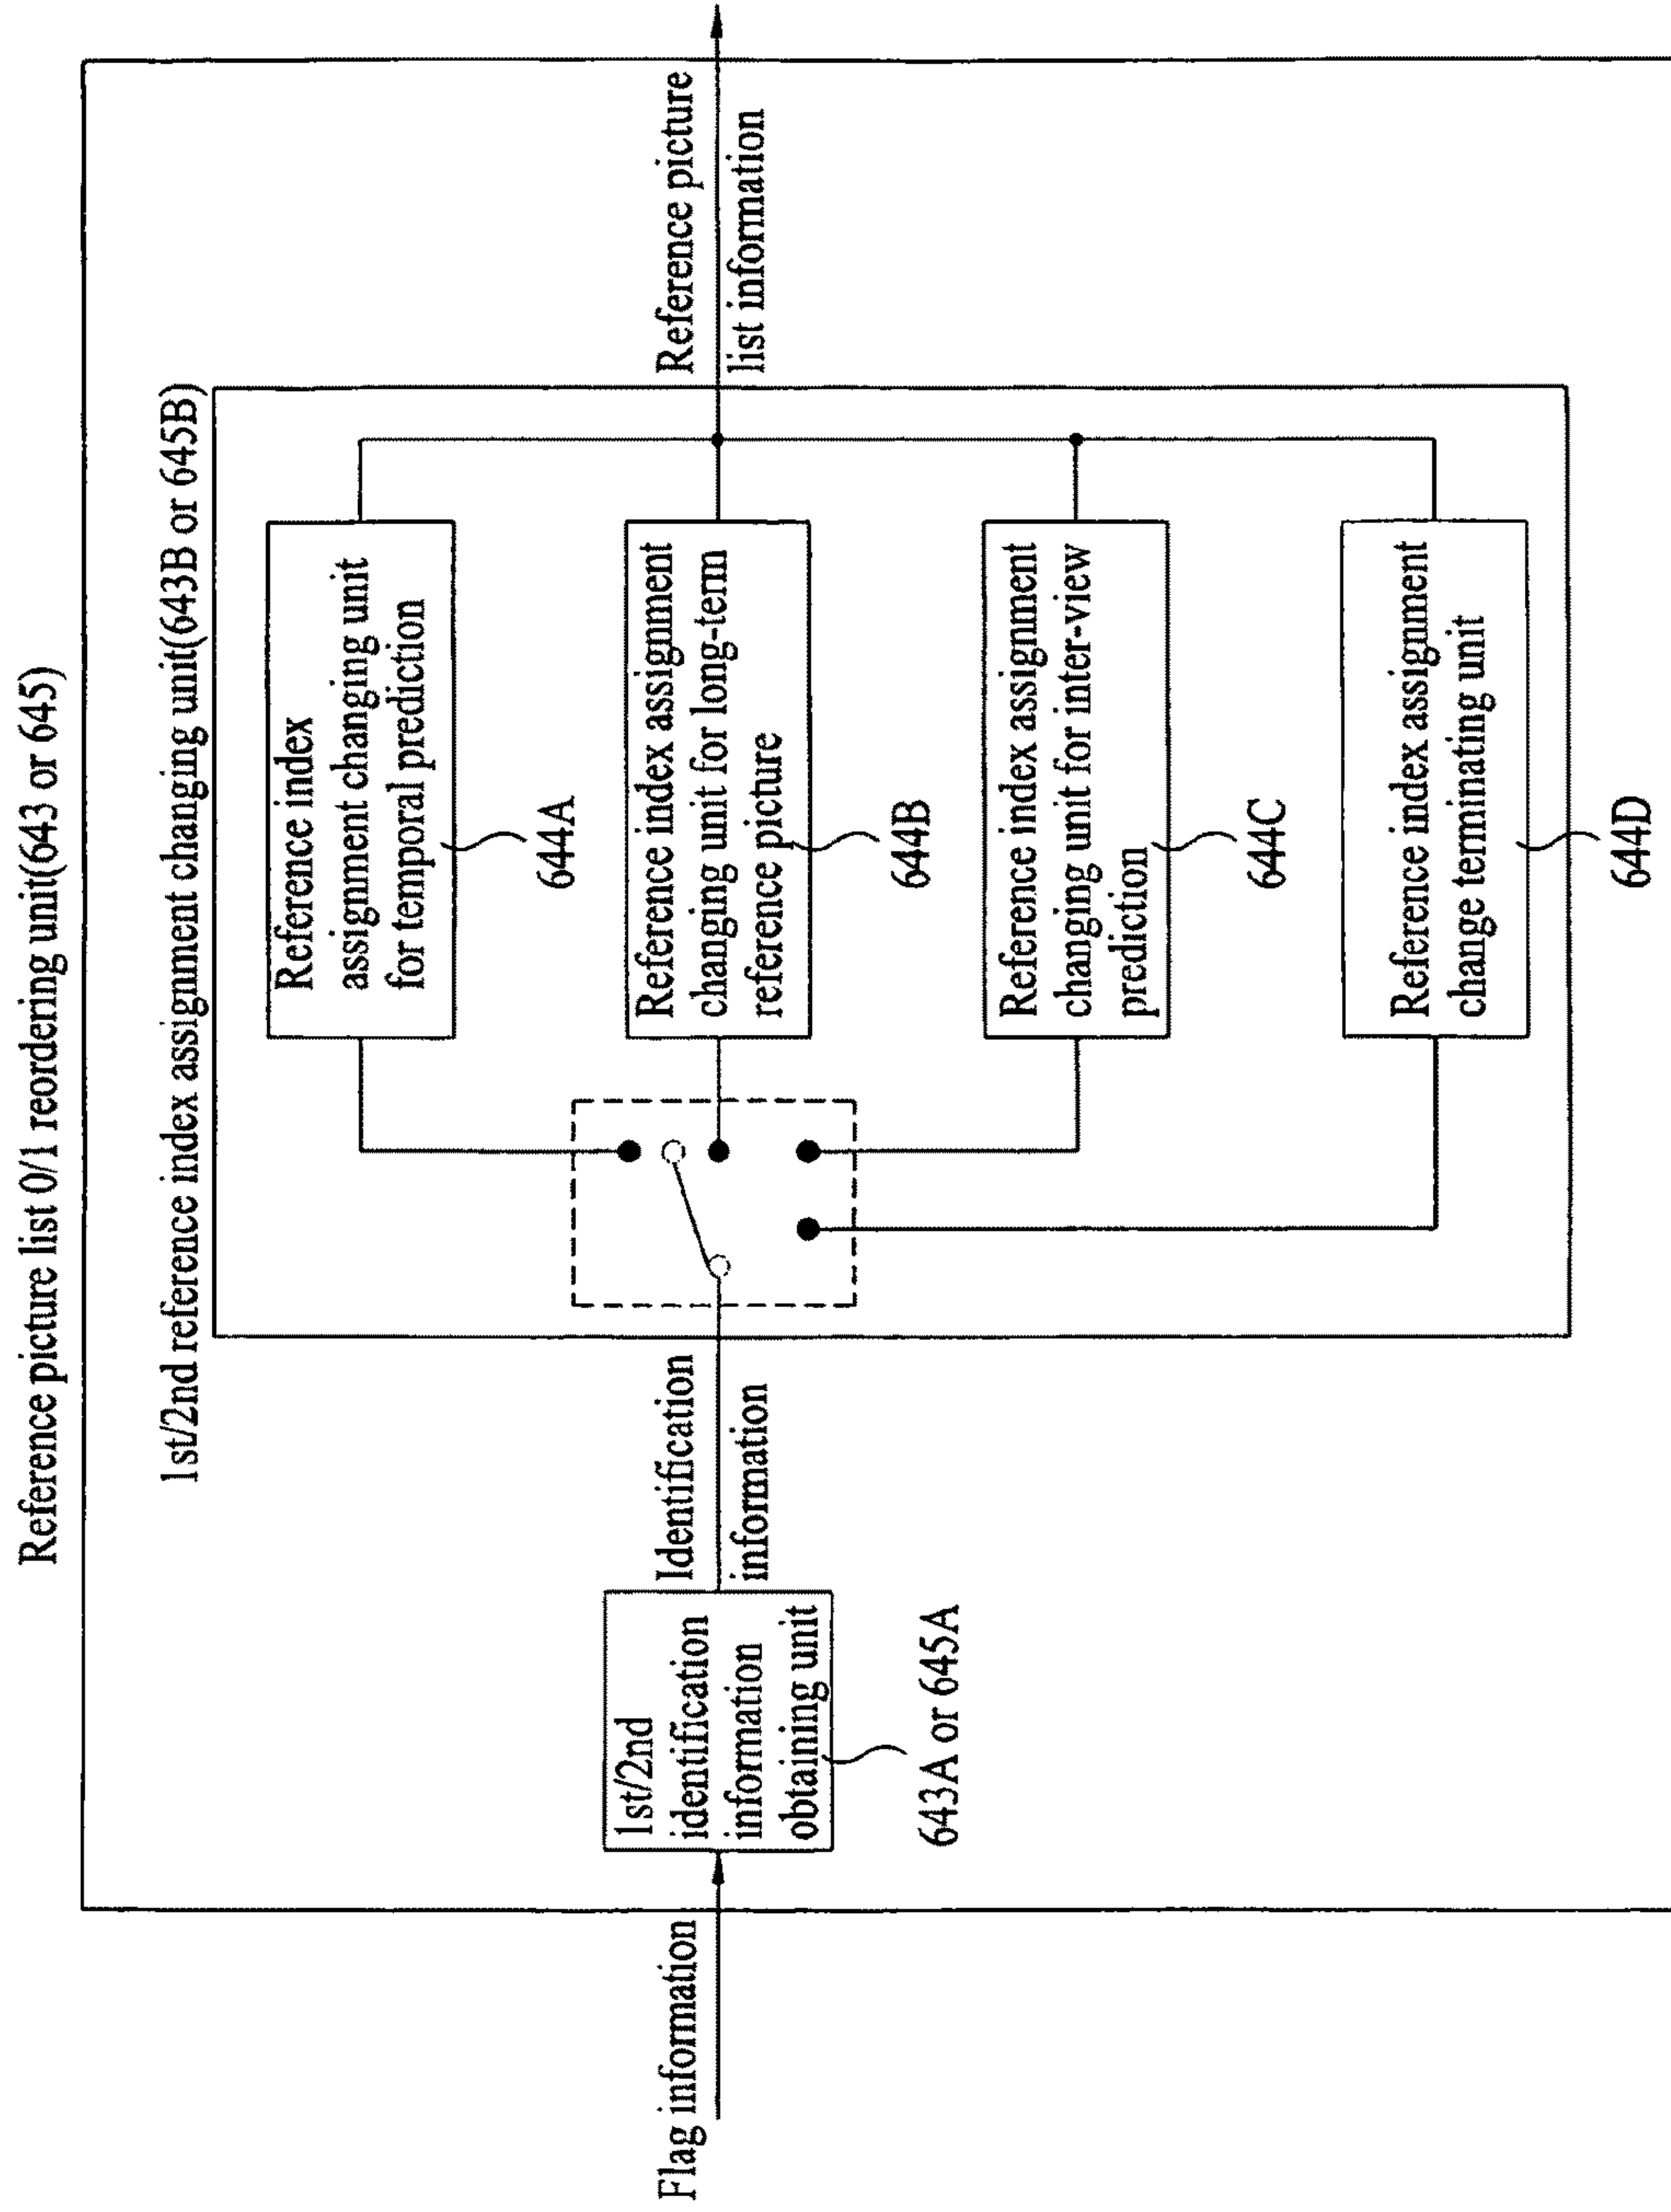 Reference picture list 0/1 reordering unit(643 or 645)
1st/2nd reference index assignment changing unit(643B or 645B)
Flag information
1st/2nd
identification
information
obtaining unit
643A or 645A
Identification
information
Reference index
assignment changing unit
for temporal prediction
644A
Reference index assignment
changing unit for long-term
reference picture
644B
Reference index assignment
changing unit for inter-view
prediction
644C
Reference index assignment
change terminating unit
644D
Reference picture
list information